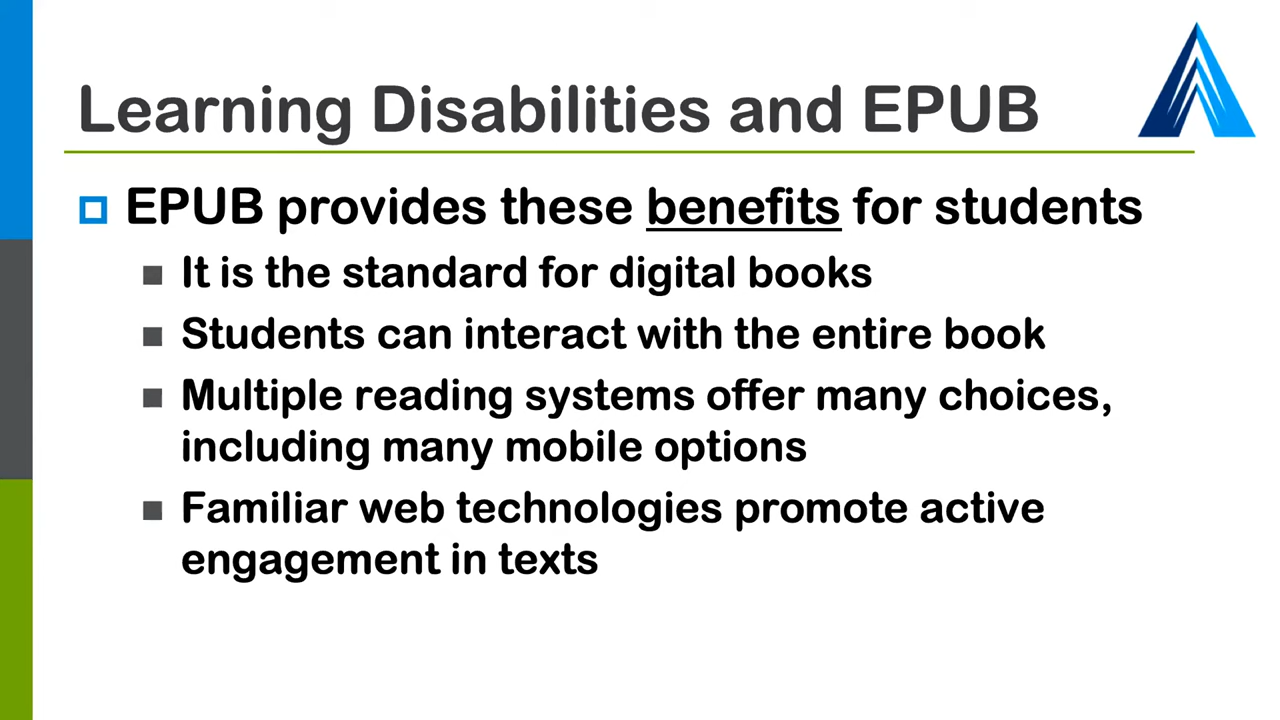 Learning Disabilities and EPUB
EPUB provides these benefits for students
It is the standard for digital books
Students can interact with the entire book
Multiple reading systems offer many choices,
including many mobile options
Familiar web technologies promote active
engagement in texts